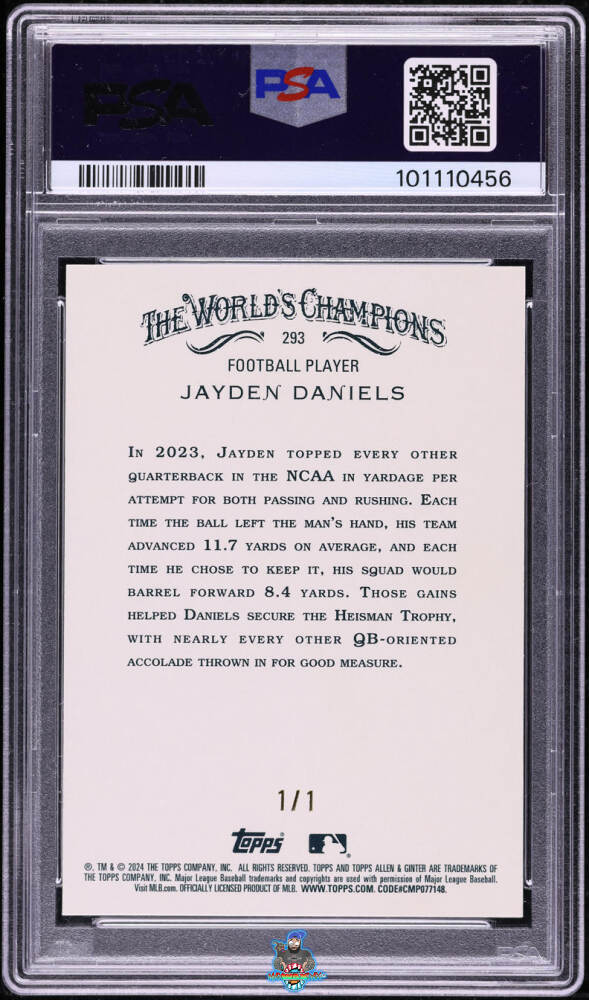 PSA
PSA
101110456
THE WORLD'S CHAMPIONS
293
FOOTBALL PLAYER
JAYDEN DANIELS
IN 2023, JAYDEN TOPPED EVERY OTHER
QUARTERBACK IN THE NCAA IN YARDAGE PER
ATTEMPT FOR BOTH PASSING AND RUSHING. EACH
TIME THE BALL LEFT THE MAN'S HAND, HIS TEAM
ADVANCED 11.7 YARDS ON AVERAGE, AND EACH
TIME HE CHOSE TO KEEP IT, HIS SQUAD WOULD
BARREL FORWARD 8.4 YARDS. THOSE GAINS
HELPED DANIELS SECURE THE HEISMAN TROPHY,
WITH NEARLY EVERY OTHER QB-ORIENTED
ACCOLADE THROWN IN FOR GOOD MEASURE.
1/1
Topps
®, TM & © 2024 THE TOPPS COMPANY, INC. ALL RIGHTS RESERVED. TOPPS AND TOPPS ALLEN & GINTER ARE TRADEMARKS OF
THE TOPPS COMPANY, INC. Major League Baseball trademarks and copyrights are used with permission of Major League Baseball.
Visit MLB.com. OFFICIALLY LICENSED PRODUCT OF MLB. WWW.TOPPS.COM. CODE#CMP077148.
PSA